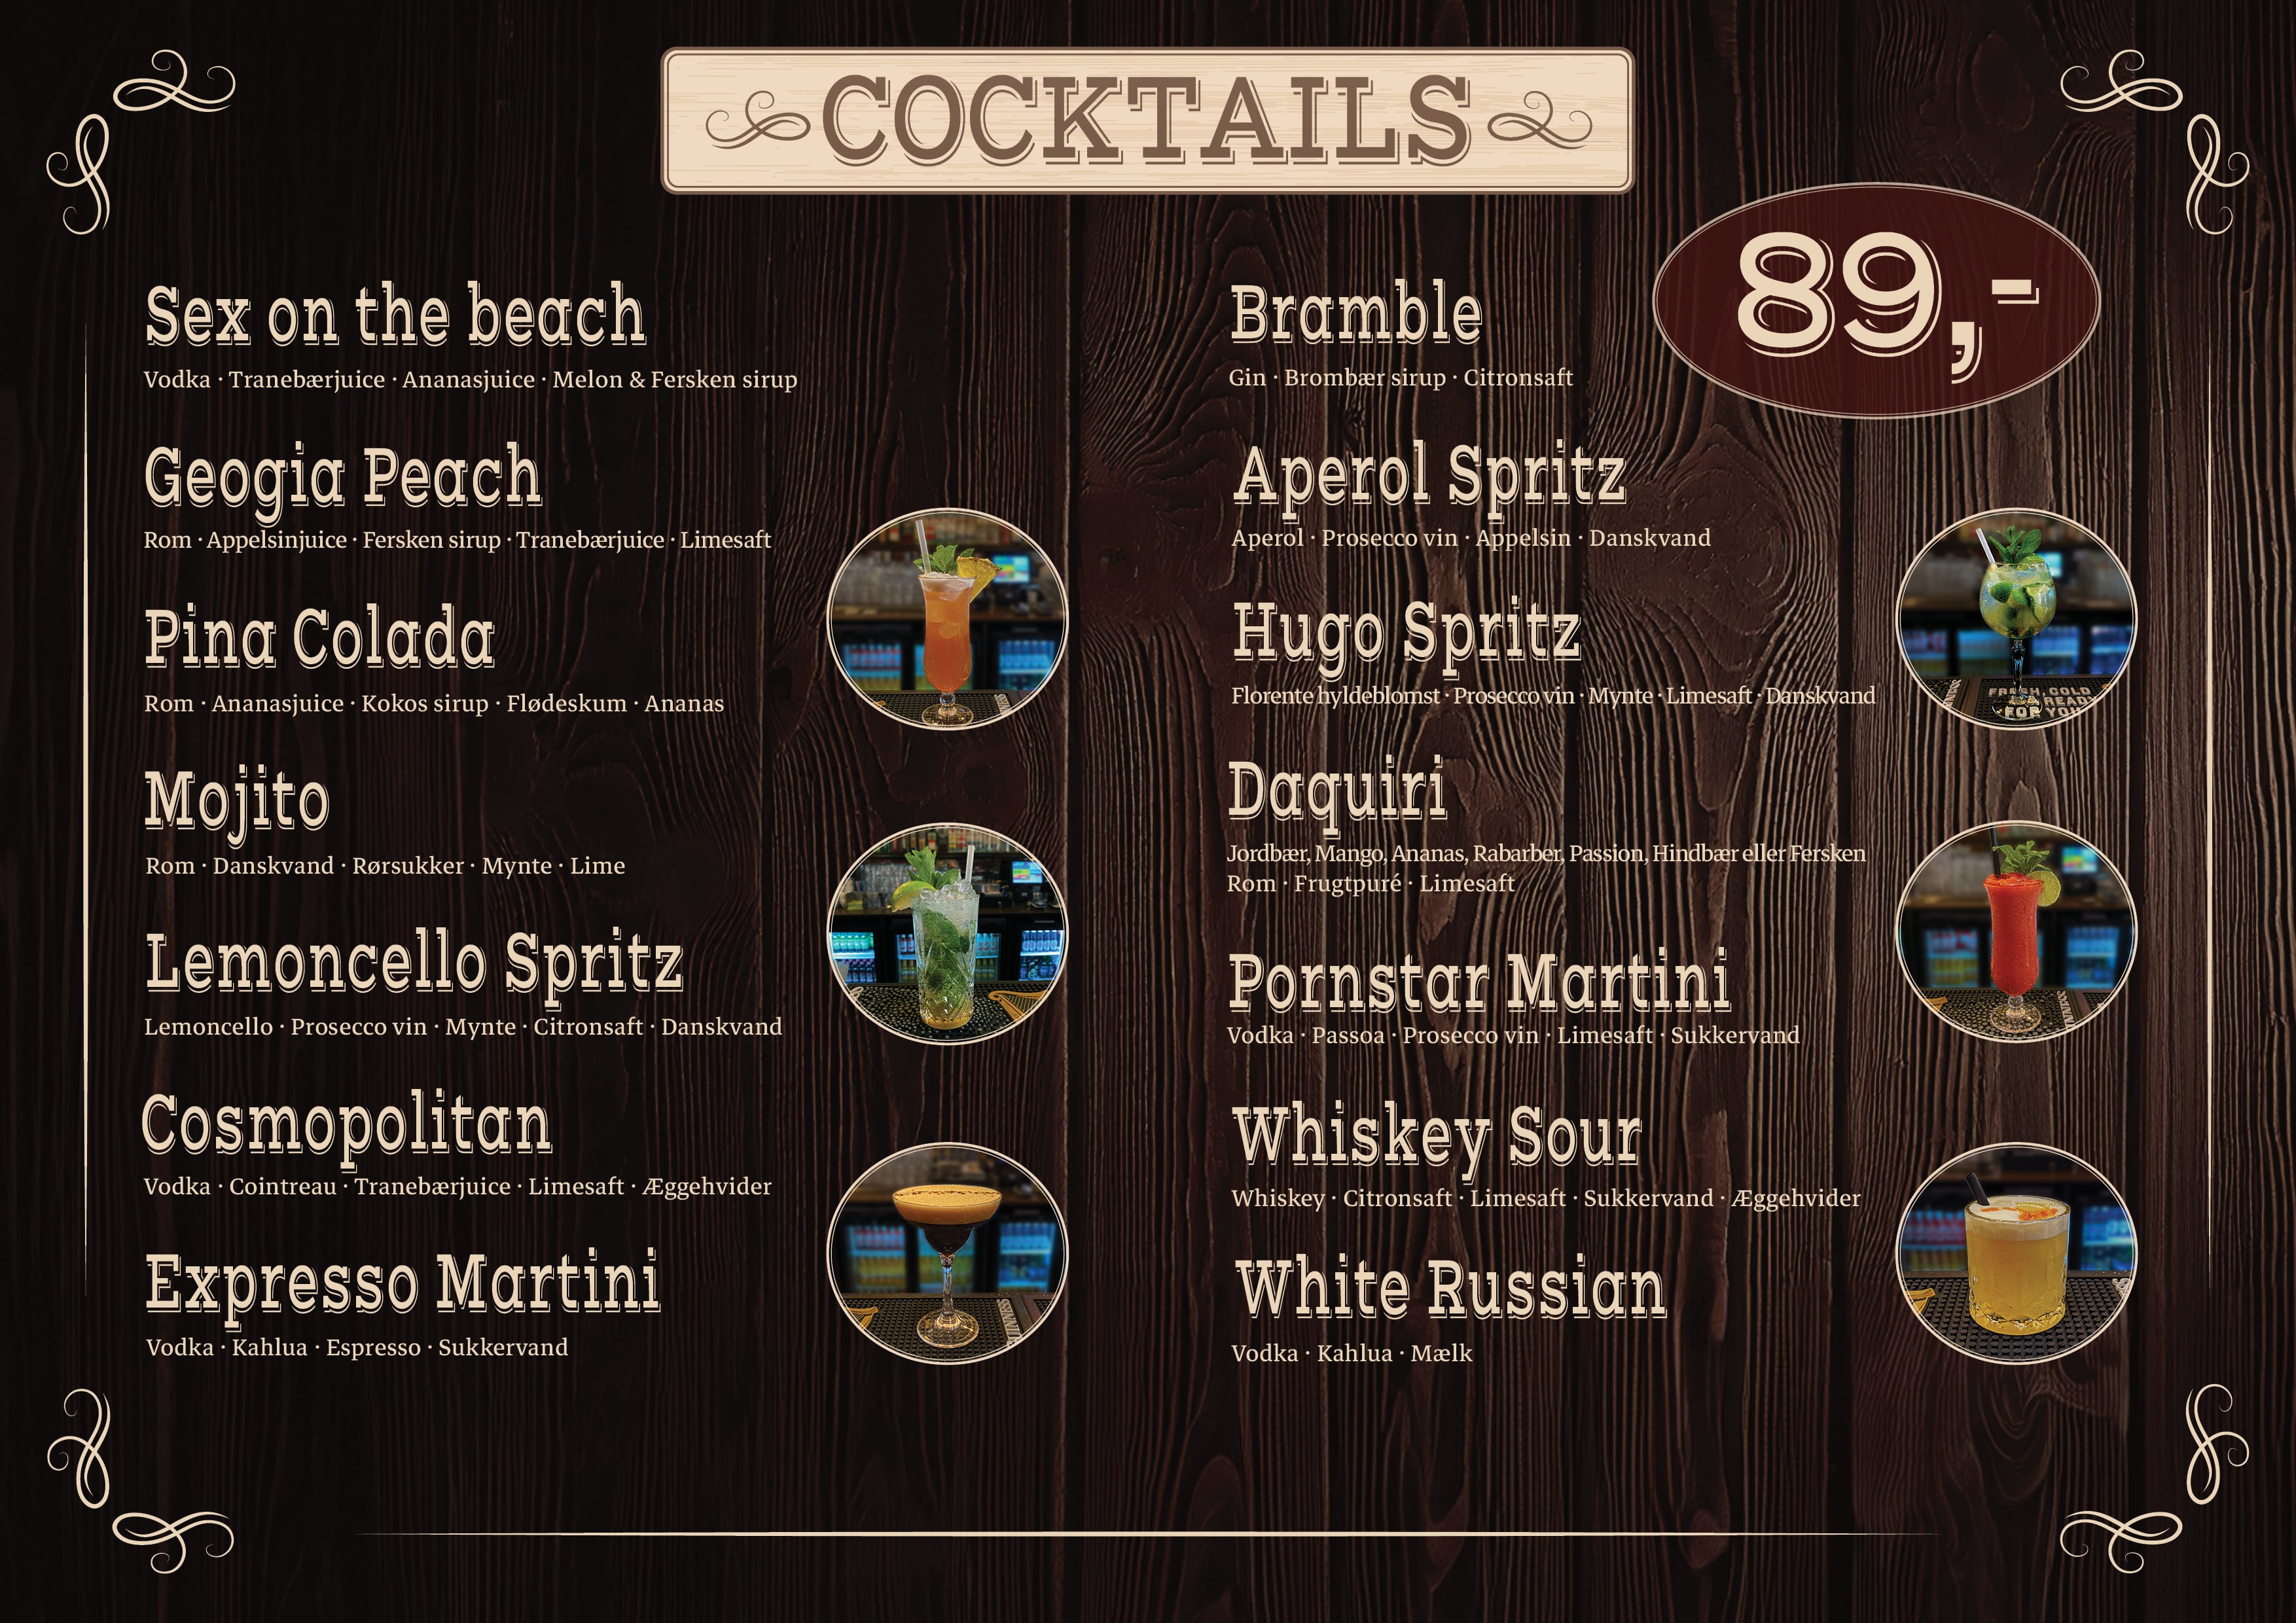 COCKTAILS
89,-
Sex on the beach
Vodka · Tranebærjuice · Ananasjuice · Melon & Fersken sirup
Geogia Peach
Rom · Appelsinjuice · Fersken sirup · Tranebærjuice · Limesaft
Pina Colada
Rom · Ananasjuice · Kokos sirup · Flødeskum · Ananas
Mojito
Rom · Danskvand · Rørsukker · Mynte · Lime
Lemoncello Spritz
Lemoncello · Prosecco vin · Mynte · Citronsaft · Danskvand
Cosmopolitan
Vodka · Cointreau · Tranebærjuice · Limesaft · Æggehvider
Expresso Martini
Vodka · Kahlua · Espresso · Sukkervand
Bramble
Gin · Brombær sirup · Citronsaft
Aperol Spritz
Aperol · Prosecco vin · Appelsin · Danskvand
Hugo Spritz
Florente hyldeblomst · Prosecco vin · Mynte · Limesaft · Danskvand
Daquiri
Jordbær, Mango, Ananas, Rabarber, Passion, Hindbær eller Fersken
Rom · Frugtpuré · Limesaft
Pornstar Martini
Vodka · Passoa · Prosecco vin · Limesaft · Sukkervand
Whiskey Sour
Whiskey · Citronsaft · Limesaft · Sukkervand · Æggehvider
White Russian
Vodka · Kahlua · Mælk
FRESH, COLD
READY
FOR YOU